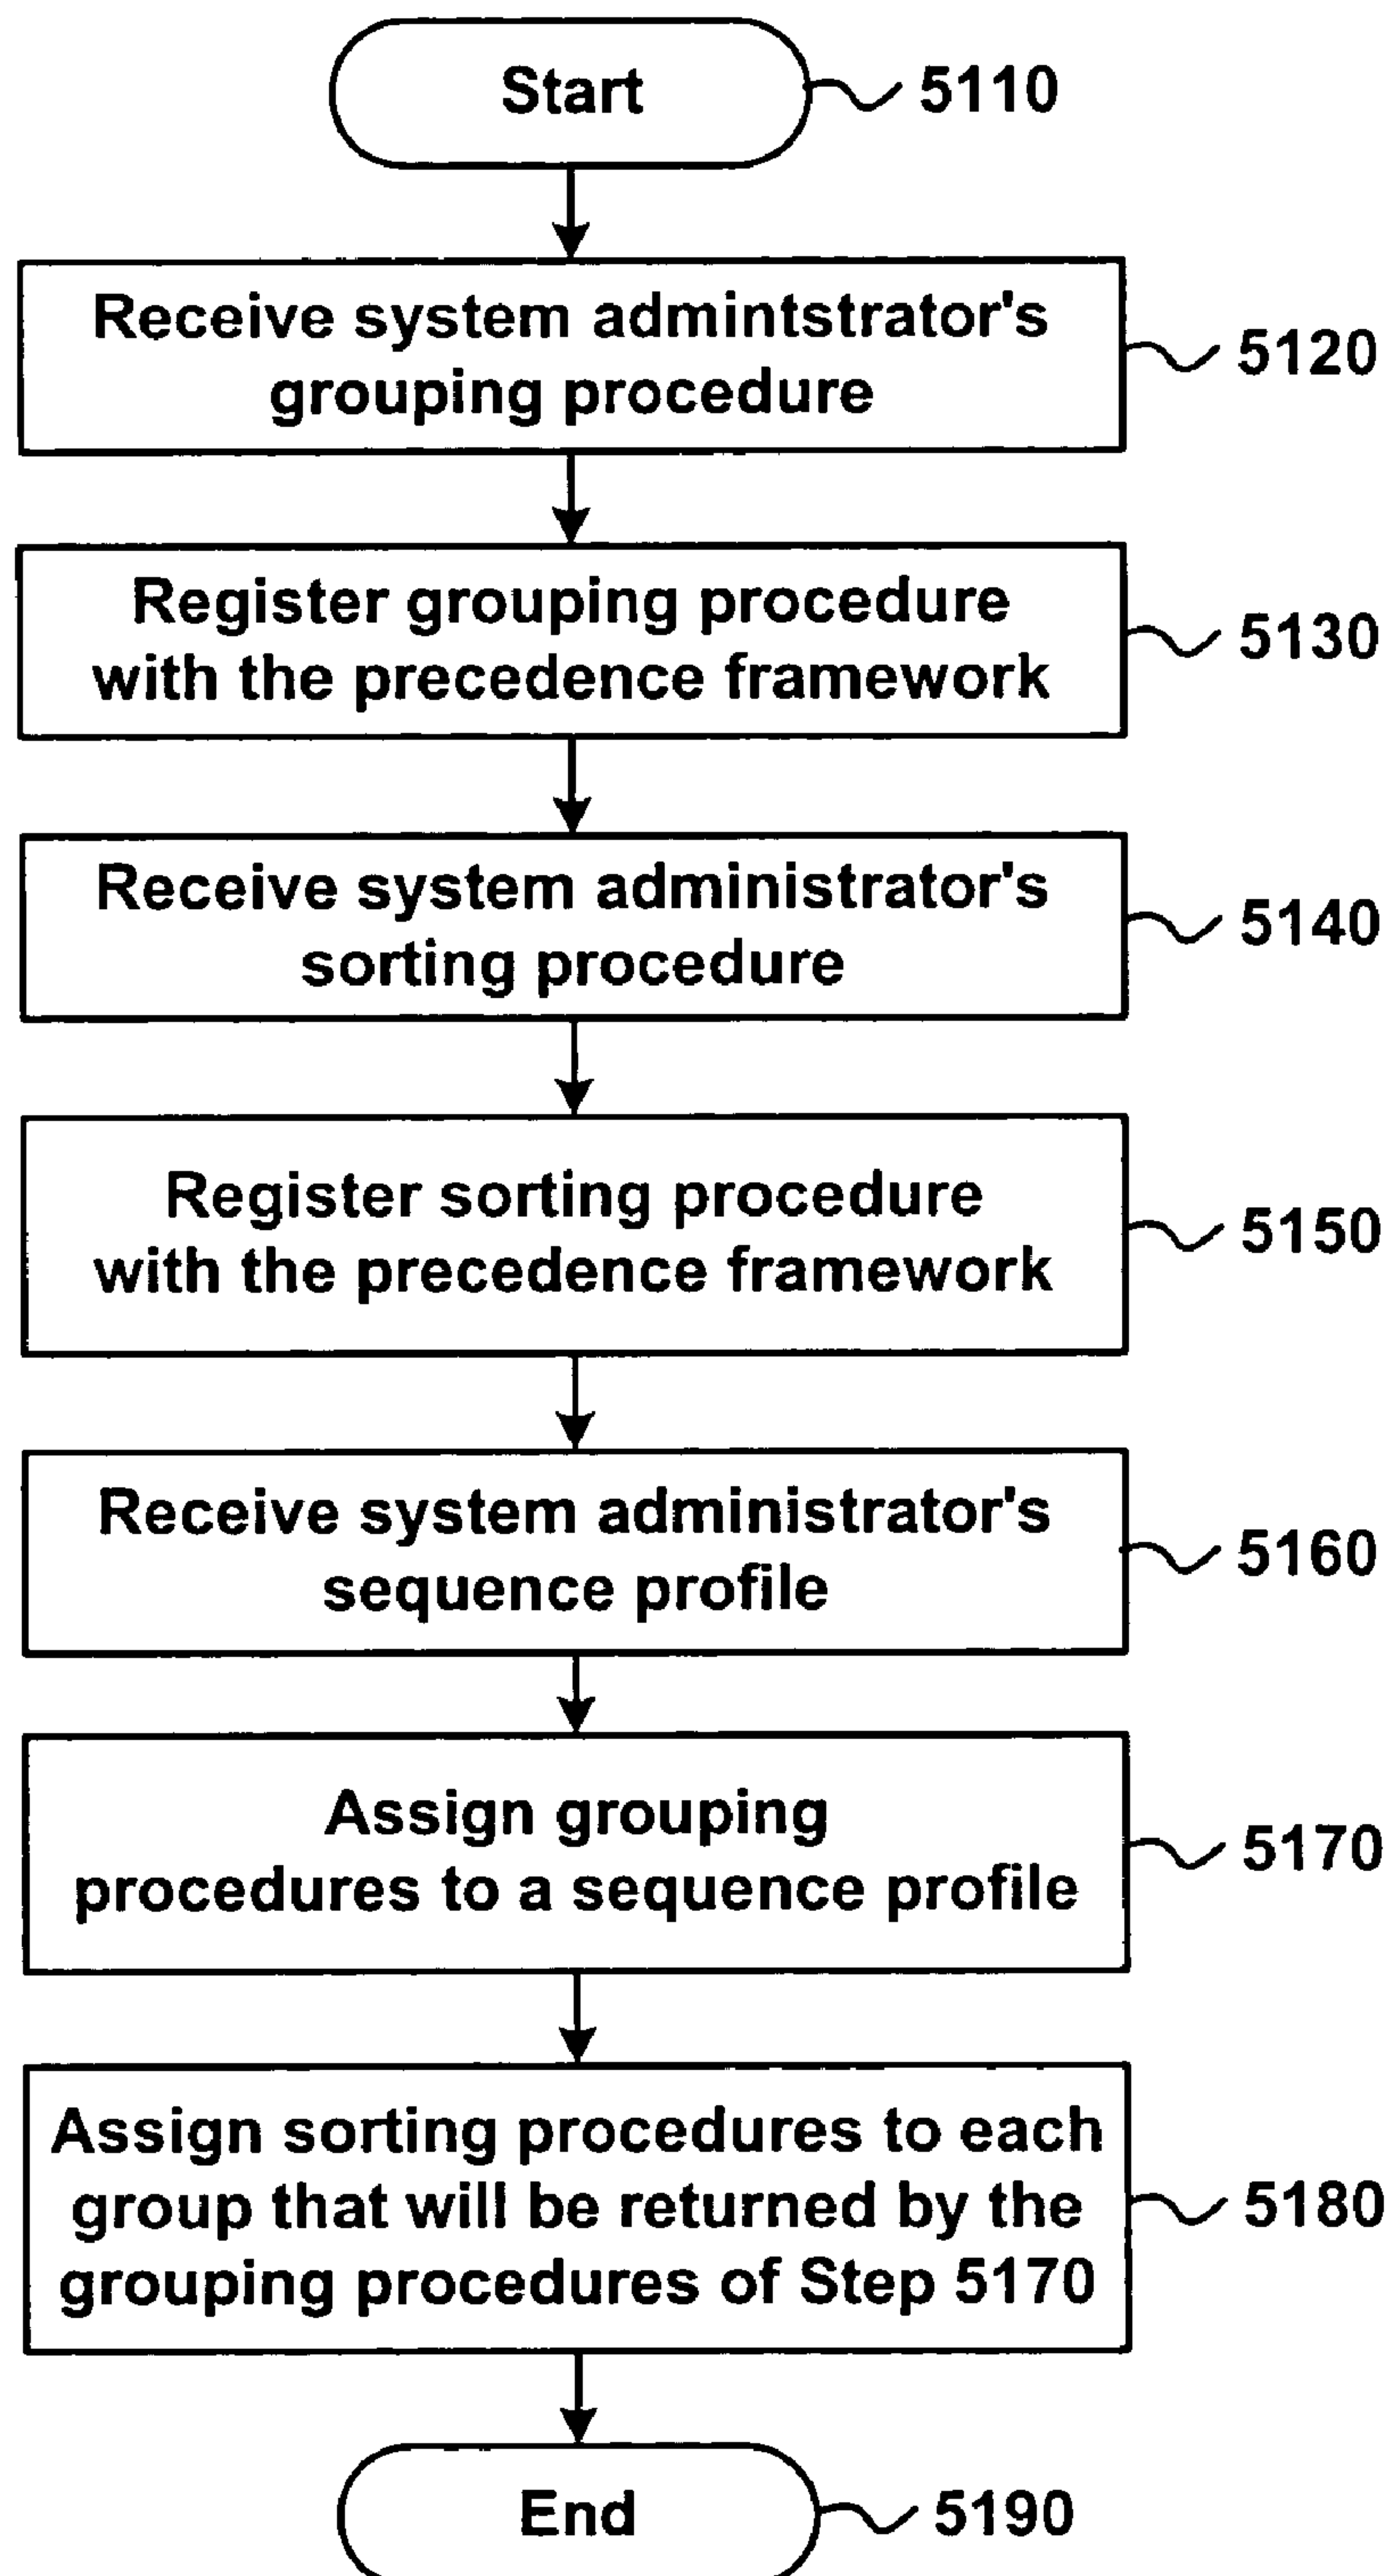 Start
5110
Receive system admintstrator's
grouping procedure
5120
Register grouping procedure
with the precedence framework
5130
Receive system administrator's
sorting procedure
5140
Register sorting procedure
with the precedence framework
5150
Receive system administrator's
sequence profile
5160
Assign grouping
procedures to a sequence profile
5170
Assign sorting procedures to each
group that will be returned by the
grouping procedures of Step 5170
5180
End
5190